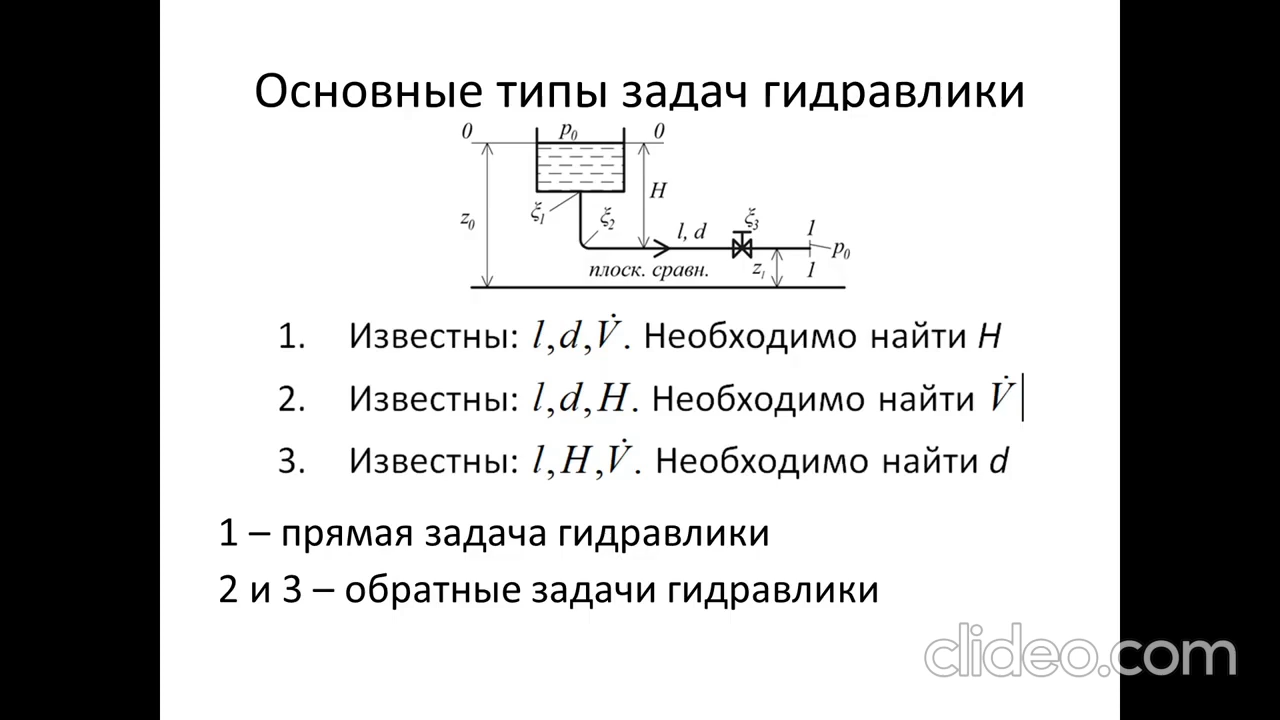 Основные типы задач гидравлики
0 p₀ 0
H
z₀ ξ₁ ξ₂ l, d ξ₃ 1
p₀
плоск. сравн. z₁ 1
1. Известны: l, d, V̇. Необходимо найти H
2. Известны: l, d, H. Необходимо найти V̇
3. Известны: l, H, V̇. Необходимо найти d
1 – прямая задача гидравлики
2 и 3 – обратные задачи гидравлики
clideo.com